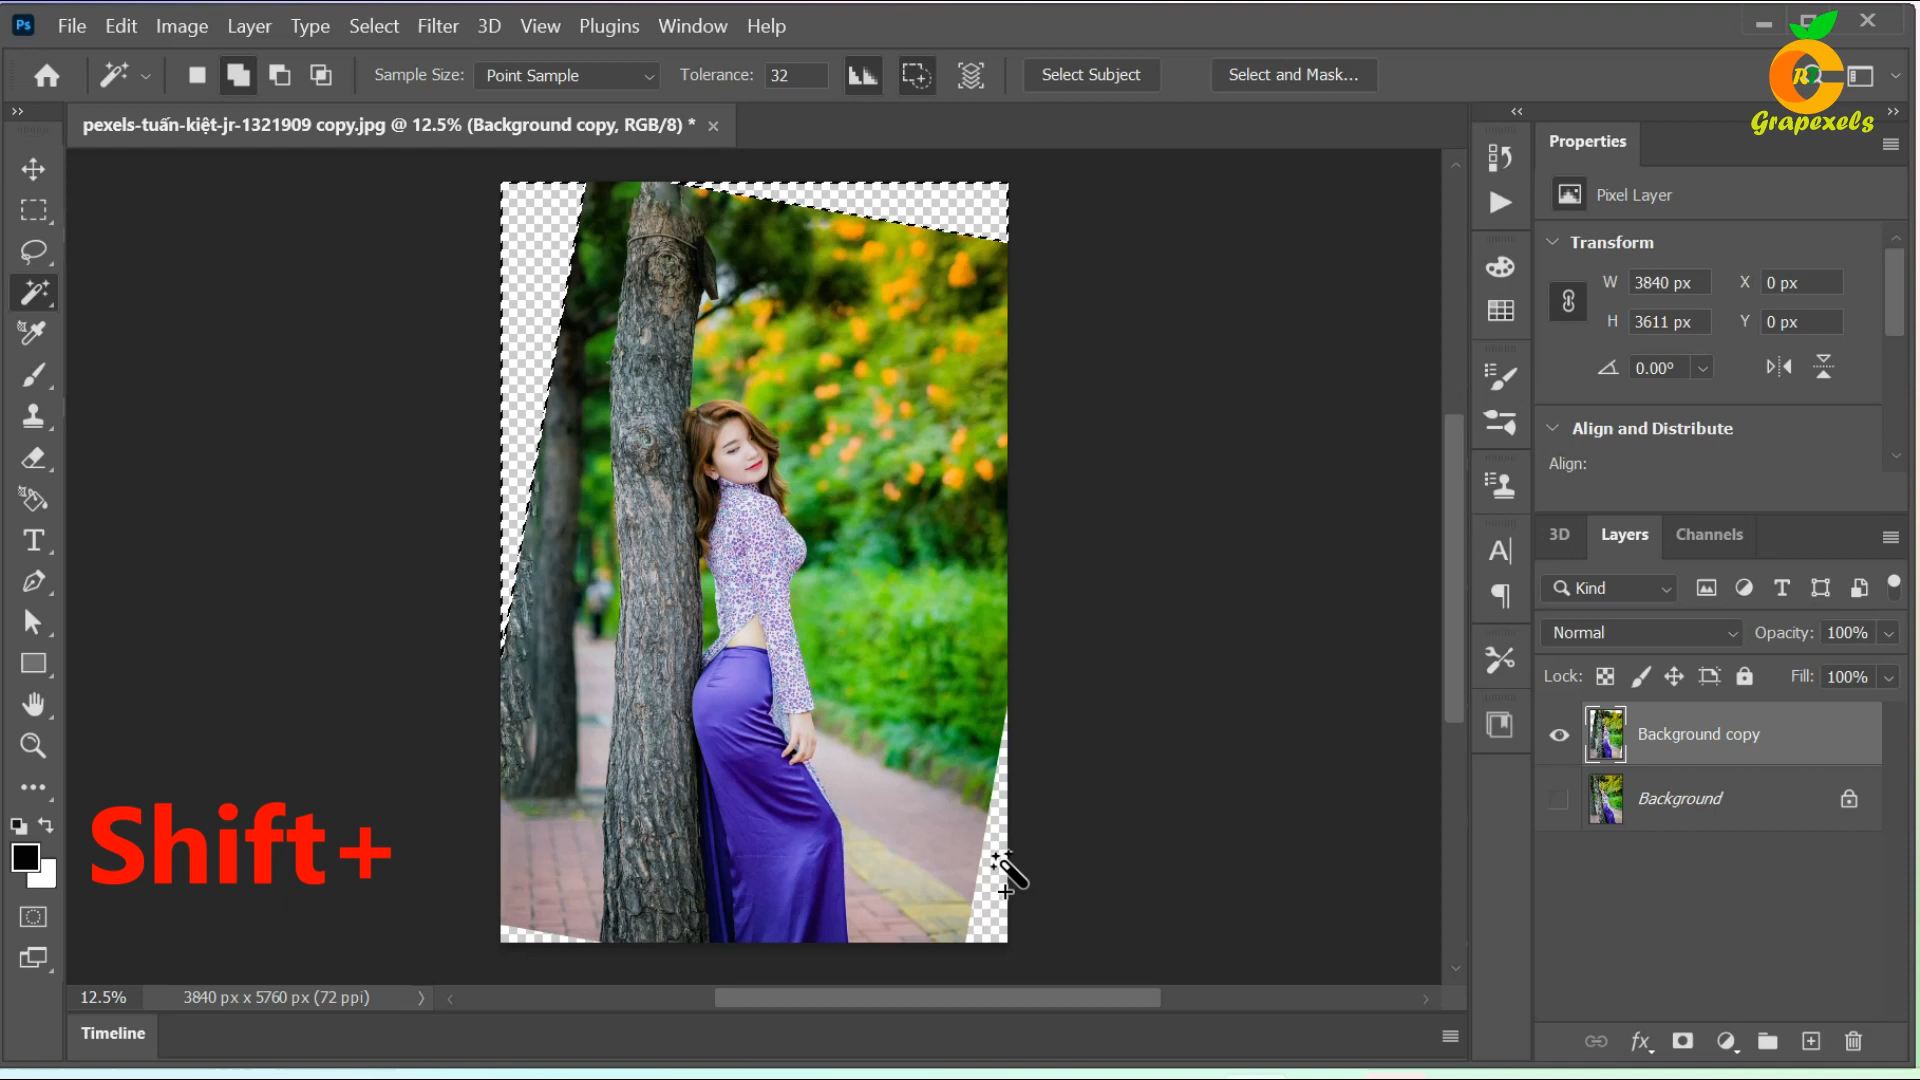 Ps File Edit Image Layer Type Select Filter 3D View Plugins Window Help
Sample Size: Point Sample Tolerance: 32 Select Subject Select and Mask...
Grapexels
pexels-tuấn-kiệt-jr-1321909 copy.jpg @ 12.5% (Background copy, RGB/8) *
Properties
Pixel Layer
Transform
W 3840 px X 0 px
H 3611 px Y 0 px
0.00°
Align and Distribute
Align:
3D Layers Channels
Kind
Normal Opacity: 100%
Lock: Fill: 100%
Background copy
Background
Shift+
12.5% 3840 px x 5760 px (72 ppi)
Timeline
fx